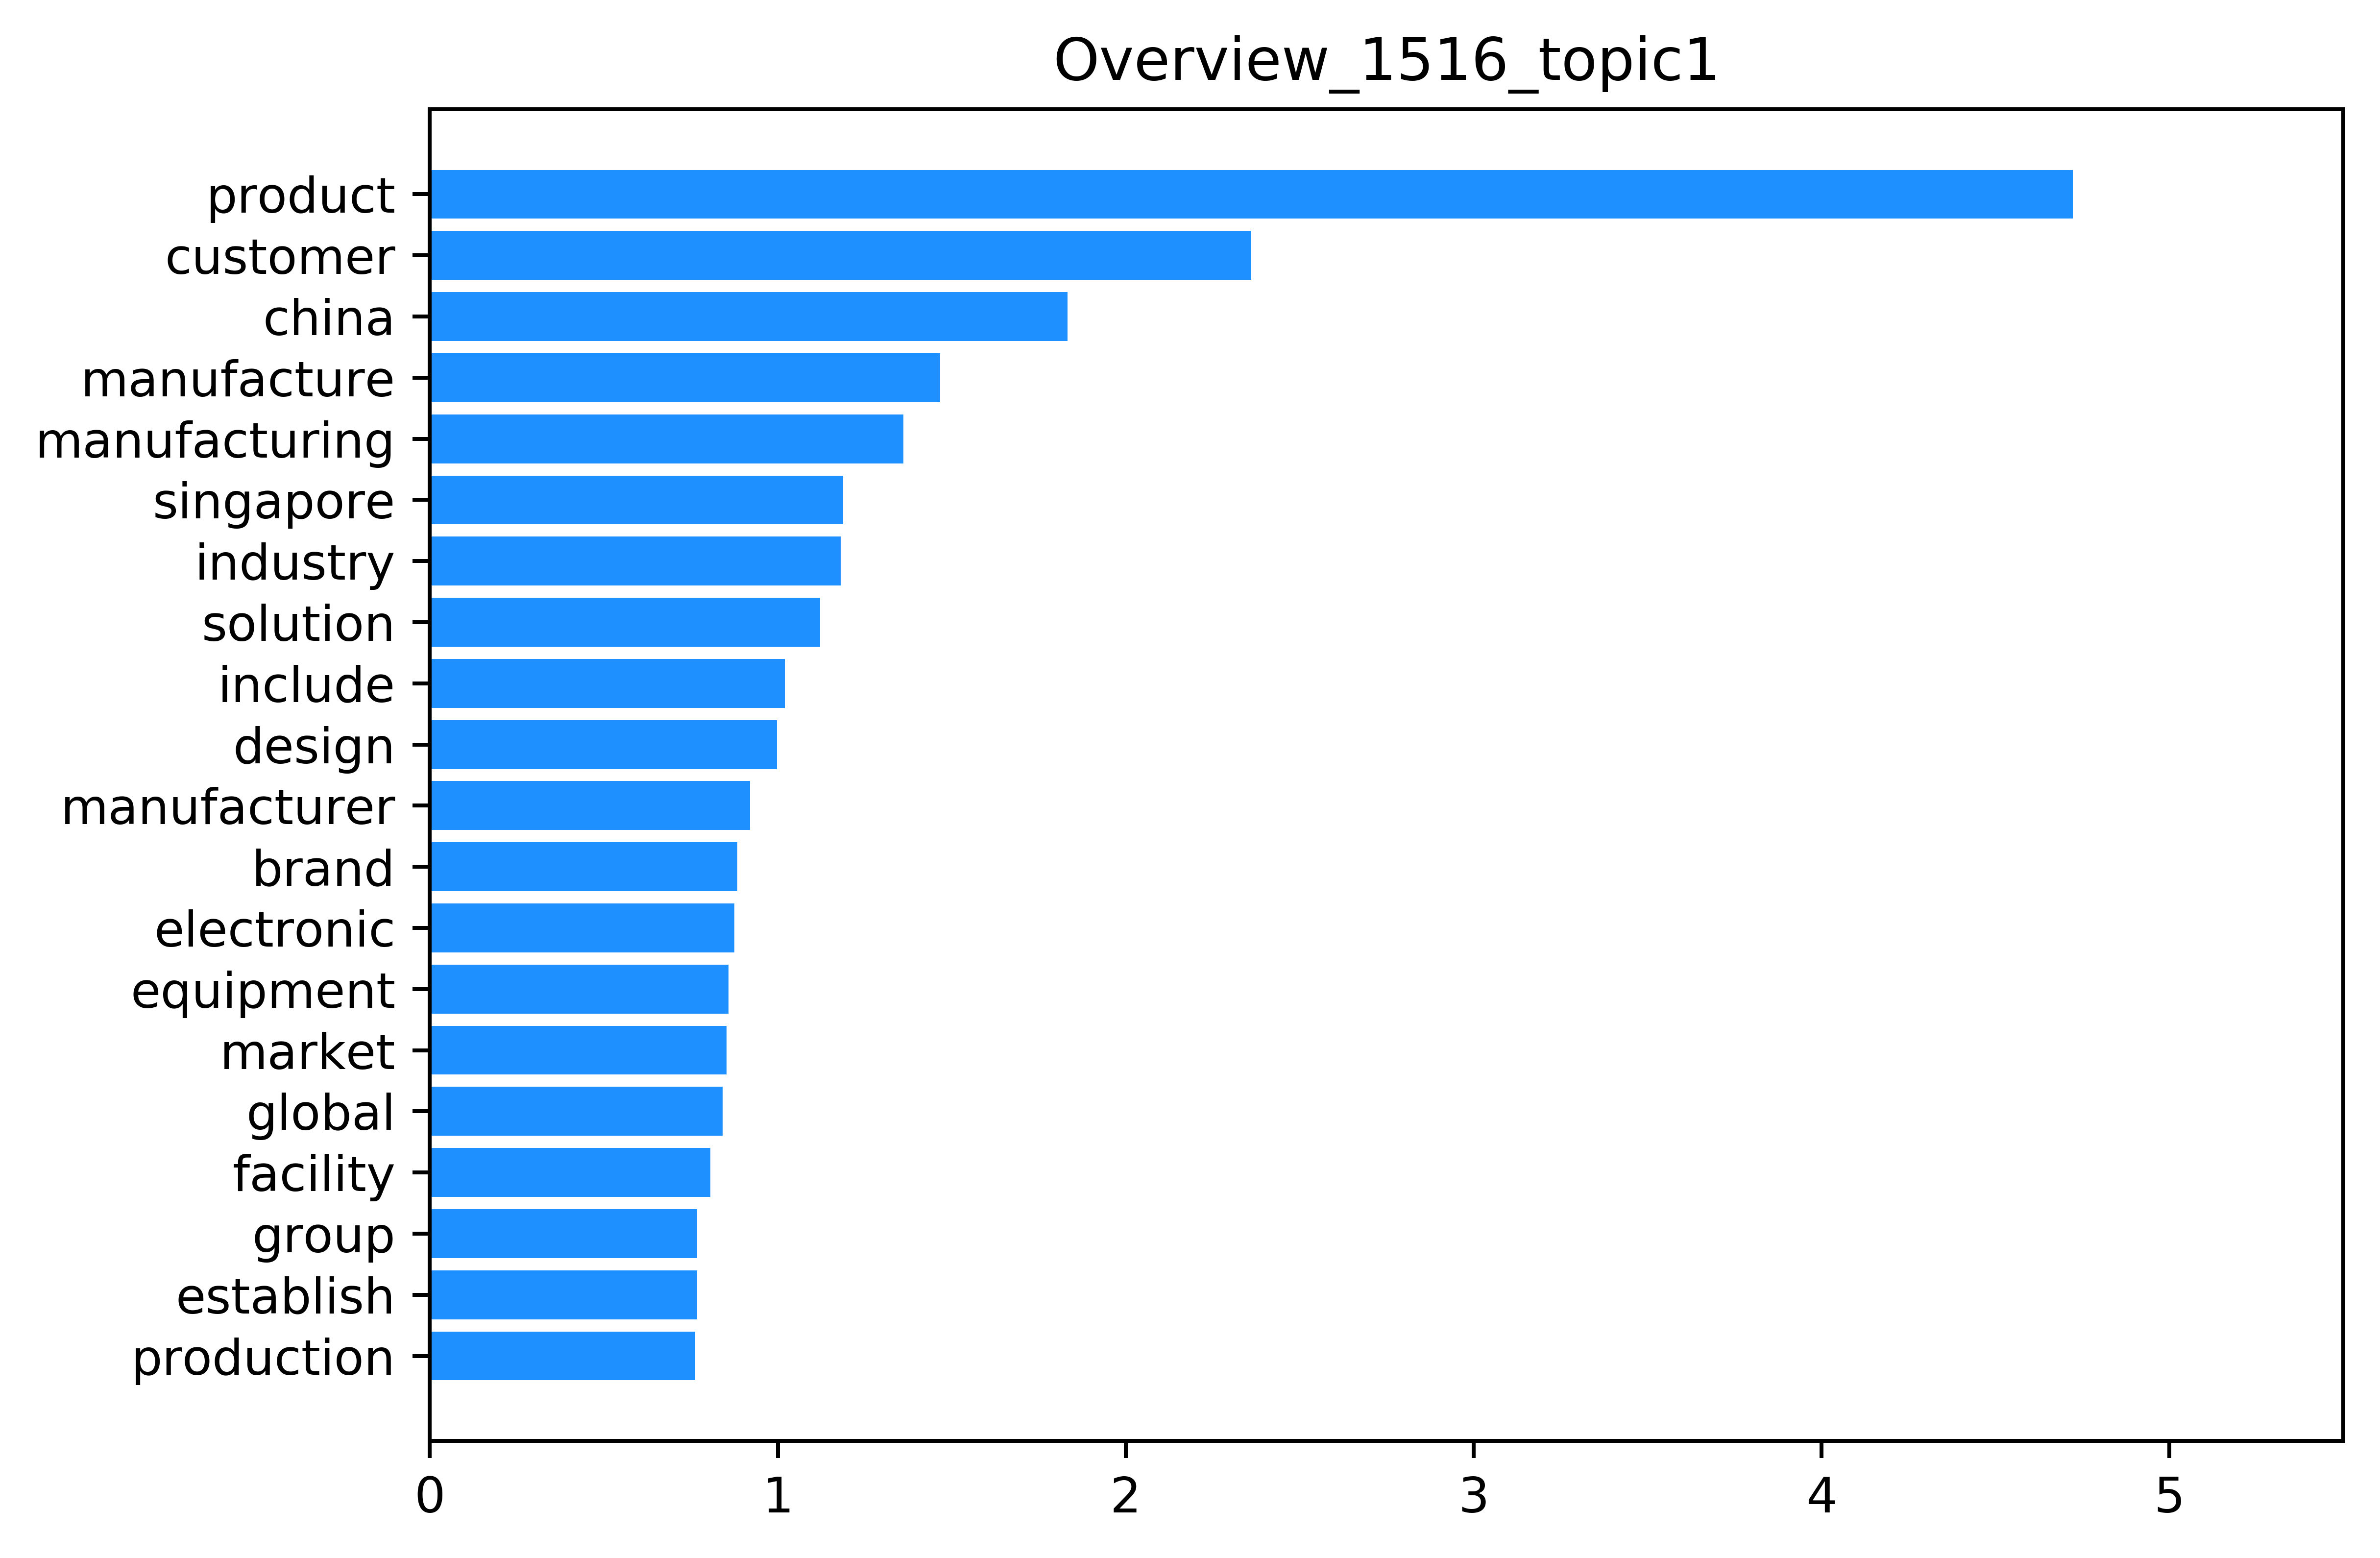 Overview_1516_topic1
product
customer
china
manufacture
manufacturing
singapore
industry
solution
include
design
manufacturer
brand
electronic
equipment
market
global
facility
group
establish
production
0 1 2 3 4 5